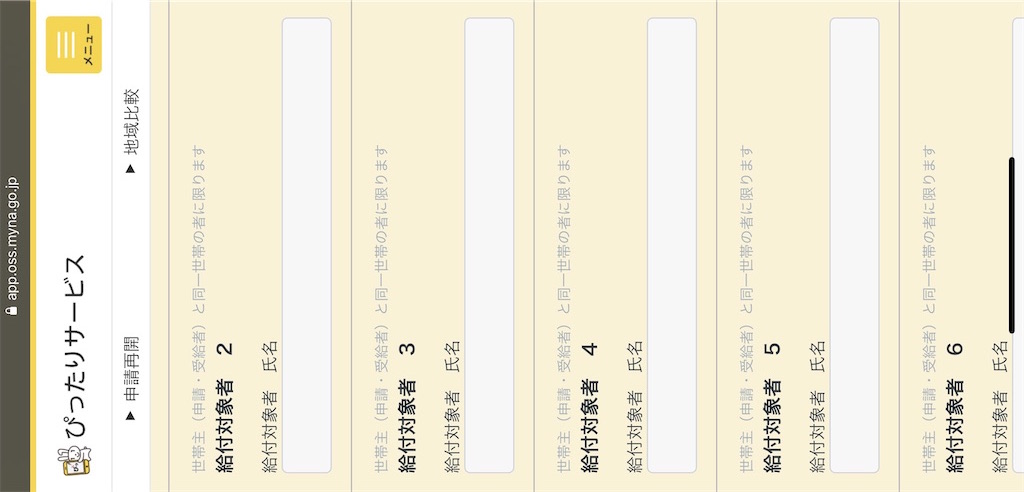 app.oss.myna.go.jp
ぴったりサービス
メニュー
▶ 申請再開
▶ 地域比較
世帯主（申請・受給者）と同一世帯の者に限ります
給付対象者 2
給付対象者 氏名
世帯主（申請・受給者）と同一世帯の者に限ります
給付対象者 3
給付対象者 氏名
世帯主（申請・受給者）と同一世帯の者に限ります
給付対象者 4
給付対象者 氏名
世帯主（申請・受給者）と同一世帯の者に限ります
給付対象者 5
給付対象者 氏名
世帯主（申請・受給者）と同一世帯の者に限ります
給付対象者 6
給付対象者 氏名